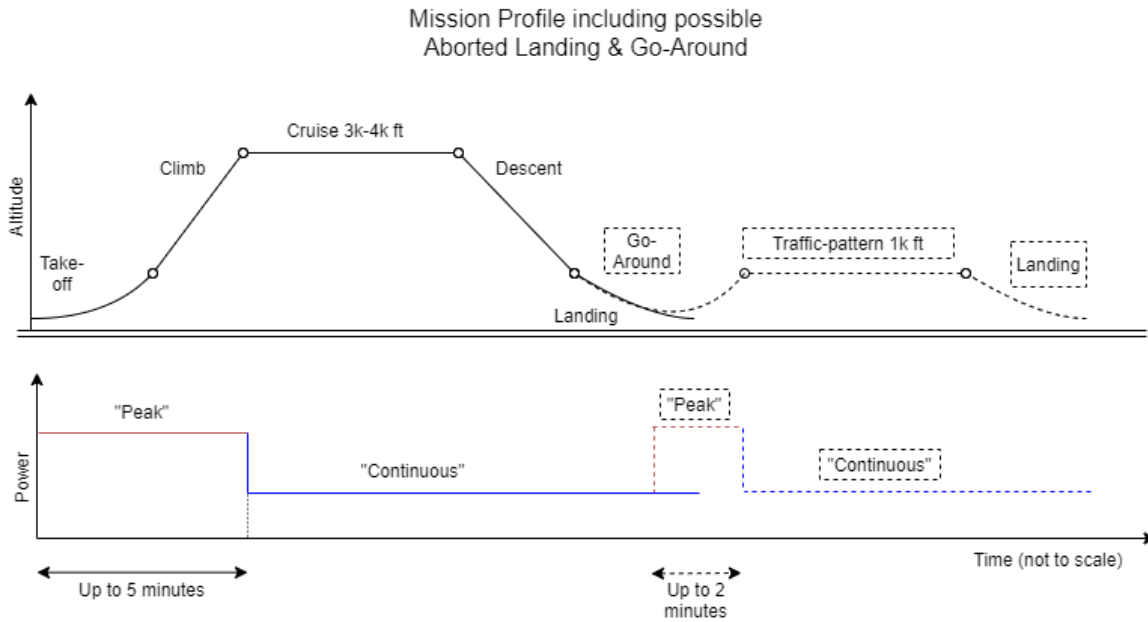 Mission Profile including possible
Aborted Landing & Go-Around
Altitude
Take-
off
Climb
Cruise 3k-4k ft
Descent
Landing
Go-
Around
Traffic-pattern 1k ft
Landing
Power
"Peak"
"Continuous"
"Peak"
"Continuous"
Time (not to scale)
Up to 5 minutes
Up to 2
minutes